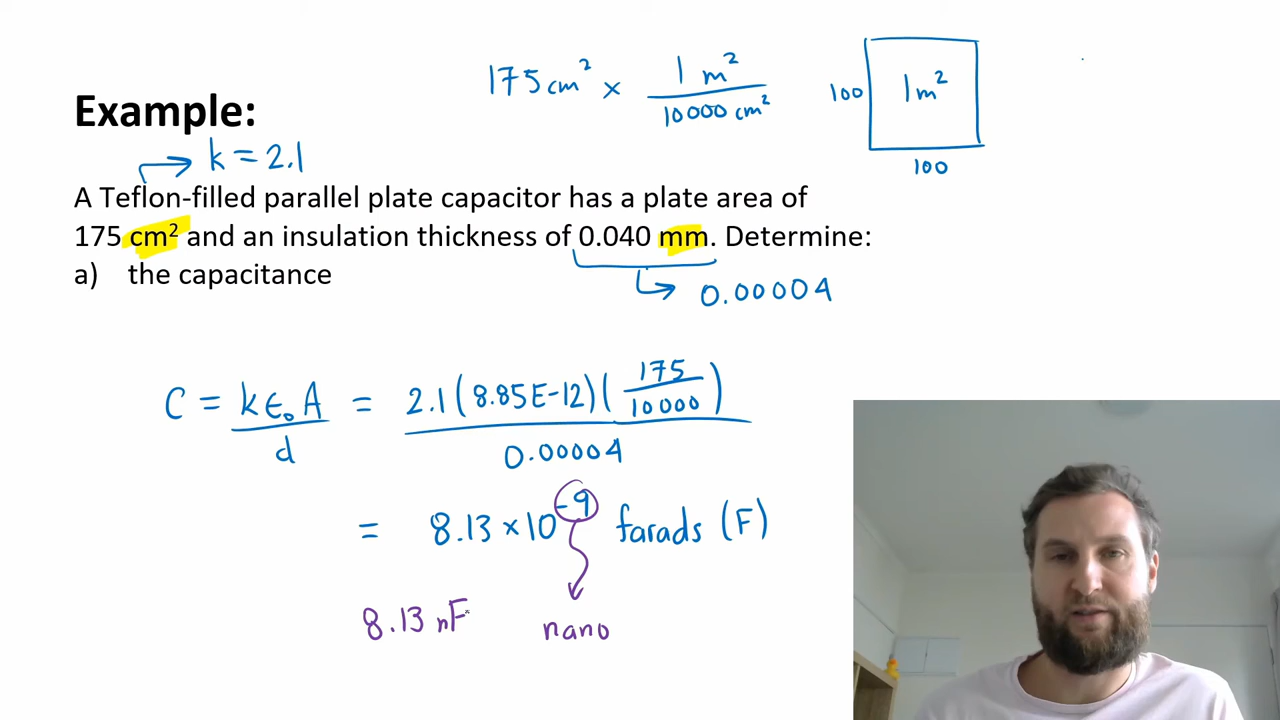 175 cm² × 1 m² / 10000 cm²
100 1 m²
100
Example:
k = 2.1
A Teflon-filled parallel plate capacitor has a plate area of
175 cm² and an insulation thickness of 0.040 mm. Determine:
a) the capacitance
0.00004
C = kε₀A / d = 2.1 (8.85E-12) (175 / 10000) / 0.00004
= 8.13 × 10⁻⁹ farads (F)
8.13 nF nano